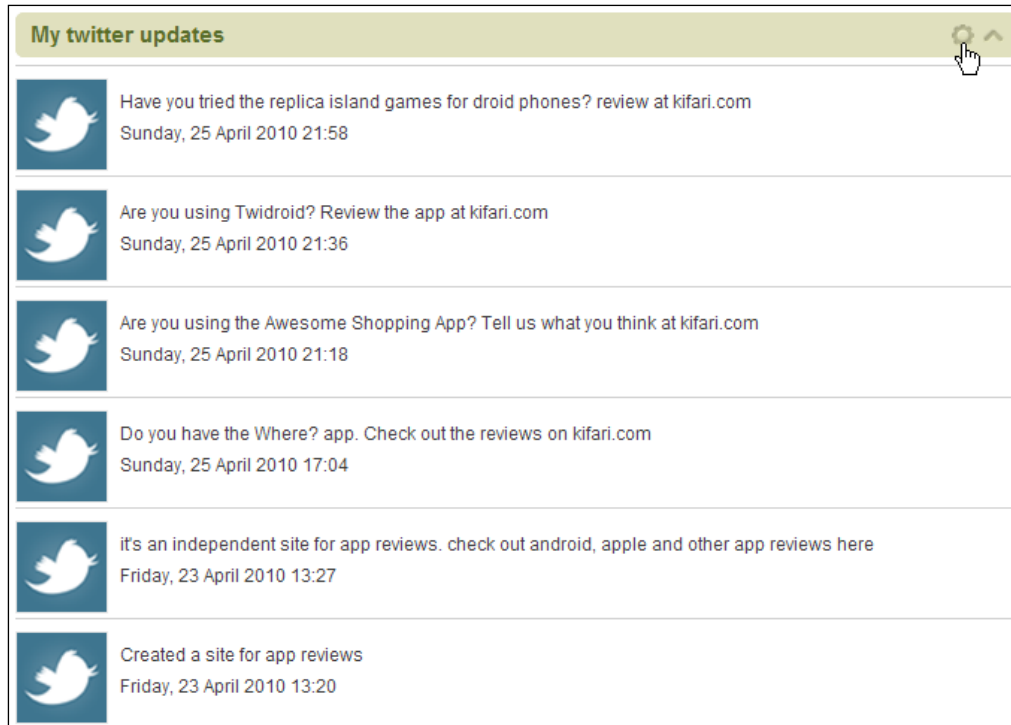 My twitter updates
Have you tried the replica island games for droid phones? review at kifari.com
Sunday, 25 April 2010 21:58
Are you using Twidroid? Review the app at kifari.com
Sunday, 25 April 2010 21:36
Are you using the Awesome Shopping App? Tell us what you think at kifari.com
Sunday, 25 April 2010 21:18
Do you have the Where? app. Check out the reviews on kifari.com
Sunday, 25 April 2010 17:04
it's an independent site for app reviews. check out android, apple and other app reviews here
Friday, 23 April 2010 13:27
Created a site for app reviews
Friday, 23 April 2010 13:20